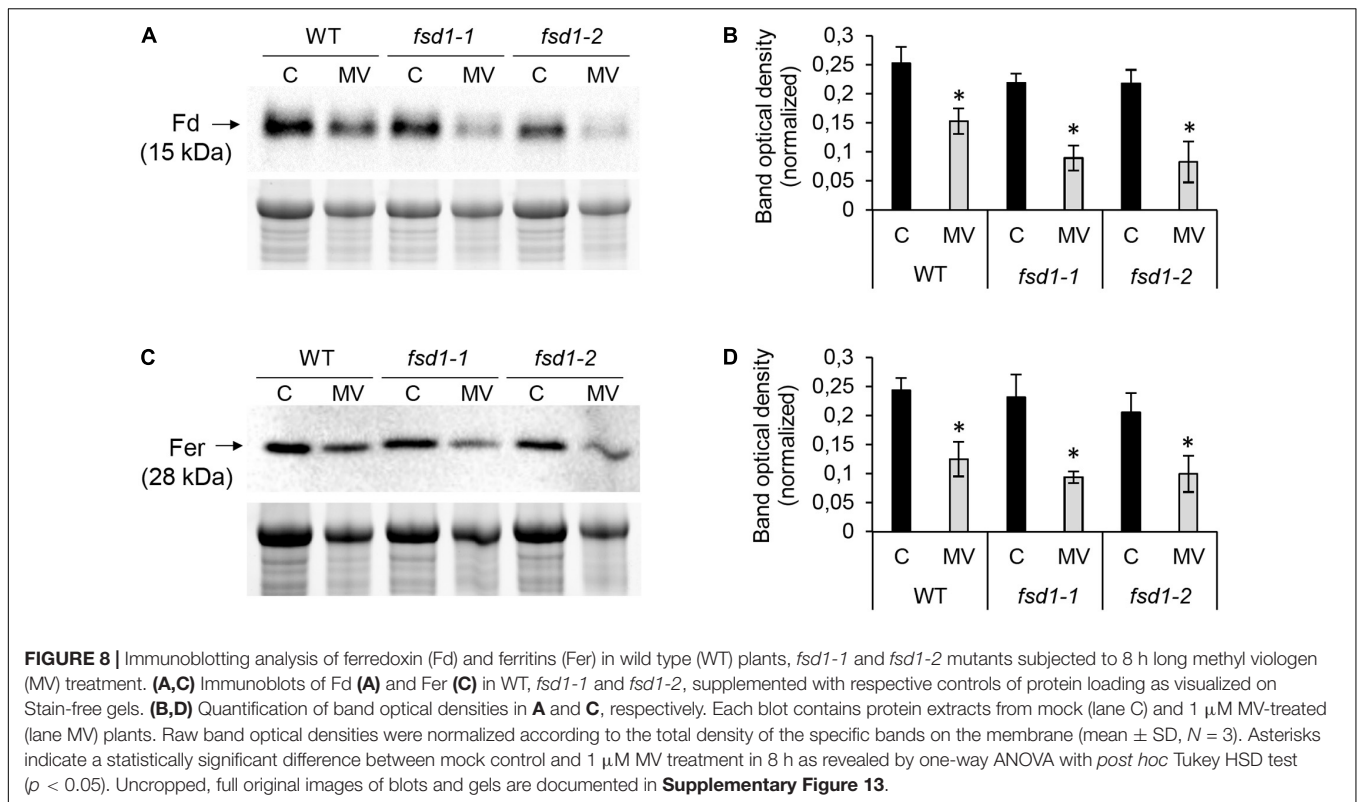 A
WT fsd1-1 fsd1-2
C MV C MV C MV
Fd
(15 kDa)
B
Band optical density
(normalized)
0,3
0,25
0,2
0,15
0,1
0,05
0
* * *
C MV C MV C MV
WT fsd1-1 fsd1-2
C
WT fsd1-1 fsd1-2
C MV C MV C MV
Fer
(28 kDa)
D
Band optical density
(normalized)
0,3
0,25
0,2
0,15
0,1
0,05
0
* * *
C MV C MV C MV
WT fsd1-1 fsd1-2
FIGURE 8 | Immunoblotting analysis of ferredoxin (Fd) and ferritins (Fer) in wild type (WT) plants, fsd1-1 and fsd1-2 mutants subjected to 8 h long methyl viologen
(MV) treatment. (A,C) Immunoblots of Fd (A) and Fer (C) in WT, fsd1-1 and fsd1-2, supplemented with respective controls of protein loading as visualized on
Stain-free gels. (B,D) Quantification of band optical densities in A and C, respectively. Each blot contains protein extracts from mock (lane C) and 1 μM MV-treated
(lane MV) plants. Raw band optical densities were normalized according to the total density of the specific bands on the membrane (mean ± SD, N = 3). Asterisks
indicate a statistically significant difference between mock control and 1 μM MV treatment in 8 h as revealed by one-way ANOVA with post hoc Tukey HSD test
(p < 0.05). Uncropped, full original images of blots and gels are documented in Supplementary Figure 13.